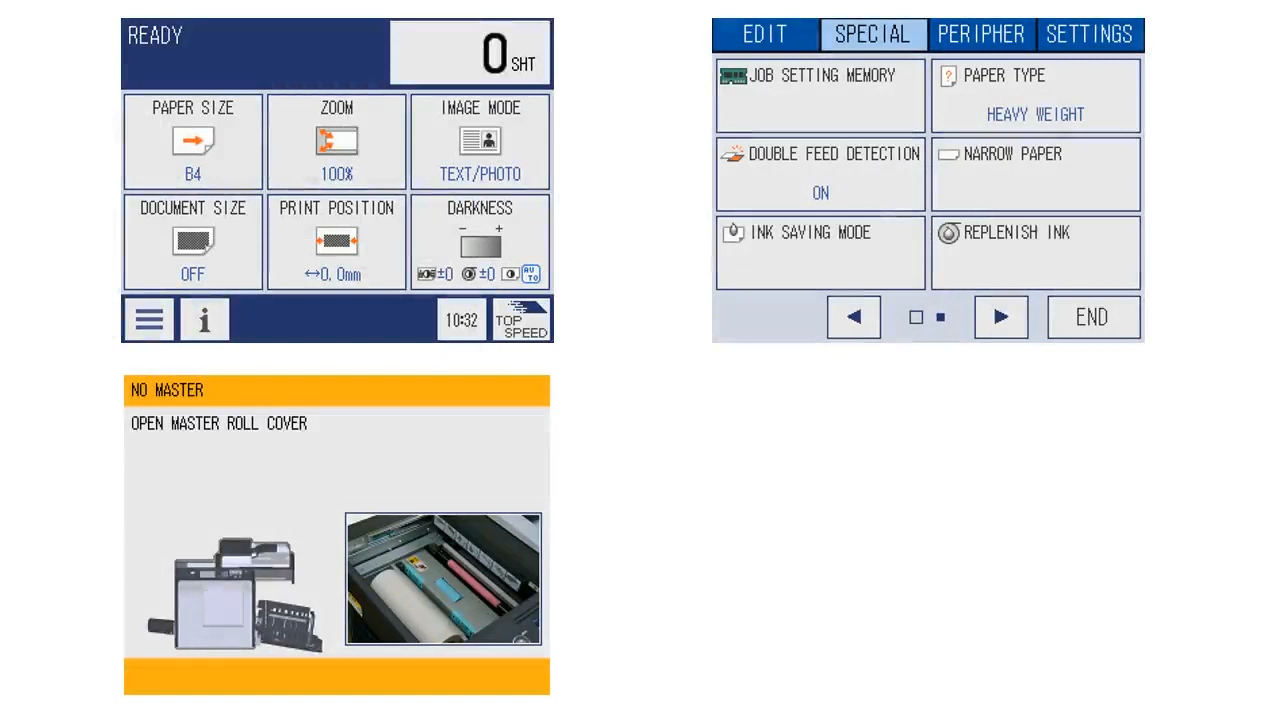 READY
0 SHT
PAPER SIZE
B4
ZOOM
100%
IMAGE MODE
TEXT/PHOTO
DOCUMENT SIZE
OFF
PRINT POSITION
↔0.0mm
DARKNESS
− +
±0 ±0 AUTO
10:32
TOP
SPEED
EDIT SPECIAL PERIPHER SETTINGS
JOB SETTING MEMORY
PAPER TYPE
HEAVY WEIGHT
DOUBLE FEED DETECTION
ON
NARROW PAPER
INK SAVING MODE
REPLENISH INK
END
NO MASTER
OPEN MASTER ROLL COVER